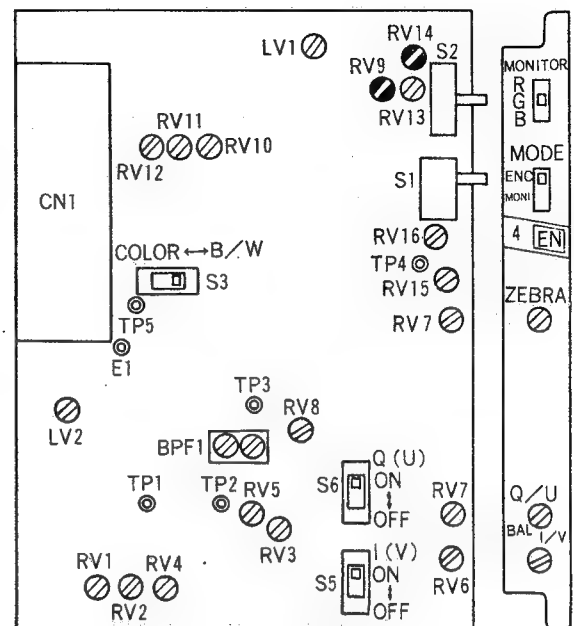 LV1
RV14
S2
RV9
RV13
MONITOR
R
G
B
RV11
RV10
RV12
MODE
ENC
MONI
S1
CN1
4 EN
RV16
COLOR ↔ B/W
TP4
S3
RV15
ZEBRA
TP5
RV7
E1
TP3
RV8
LV2
BPF1
Q (U)
S6
ON
↕
OFF
TP1
TP2
RV5
RV3
RV7
Q/U
BAL I/V
I (V)
S5
ON
↕
OFF
RV6
RV1
RV4
RV2